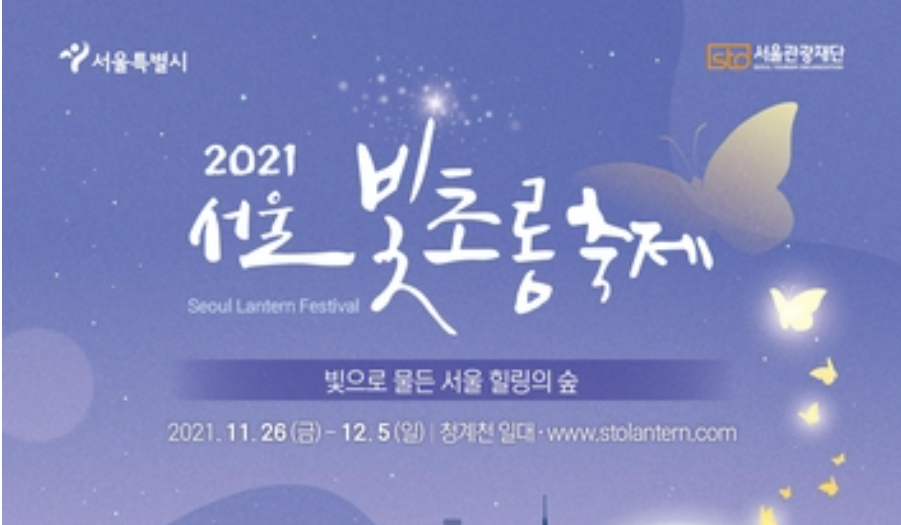 서울특별시
sto 서울관광재단
SEOUL TOURISM ORGANIZATION
2021
서울 빛초롱축제
Seoul Lantern Festival
빛으로 물든 서울 힐링의 숲
2021. 11. 26(금) – 12. 5(일) | 청계천 일대 · www.stolantern.com